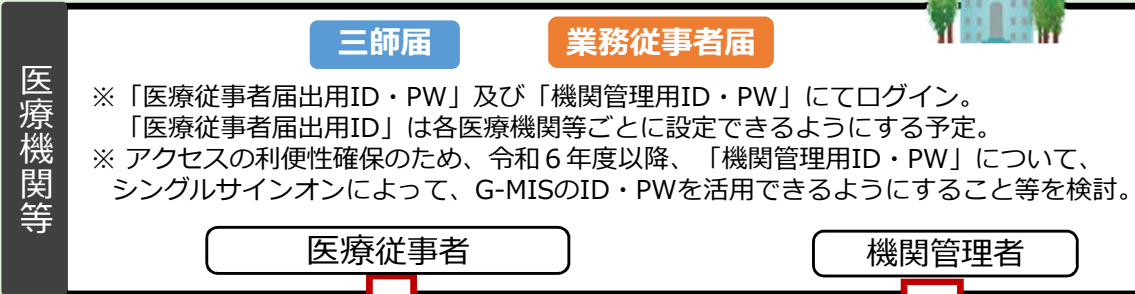 三師届
業務従事者届
医療機関等
※「医療従事者届出用ID・PW」及び「機関管理用ID・PW」にてログイン。
「医療従事者届出用ID」は各医療機関等ごとに設定できるようにする予定。
※ アクセスの利便性確保のため、令和６年度以降、「機関管理用ID・PW」について、
シングルサインオンによって、G-MISのID・PWを活用できるようにすること等を検討。
医療従事者
機関管理者